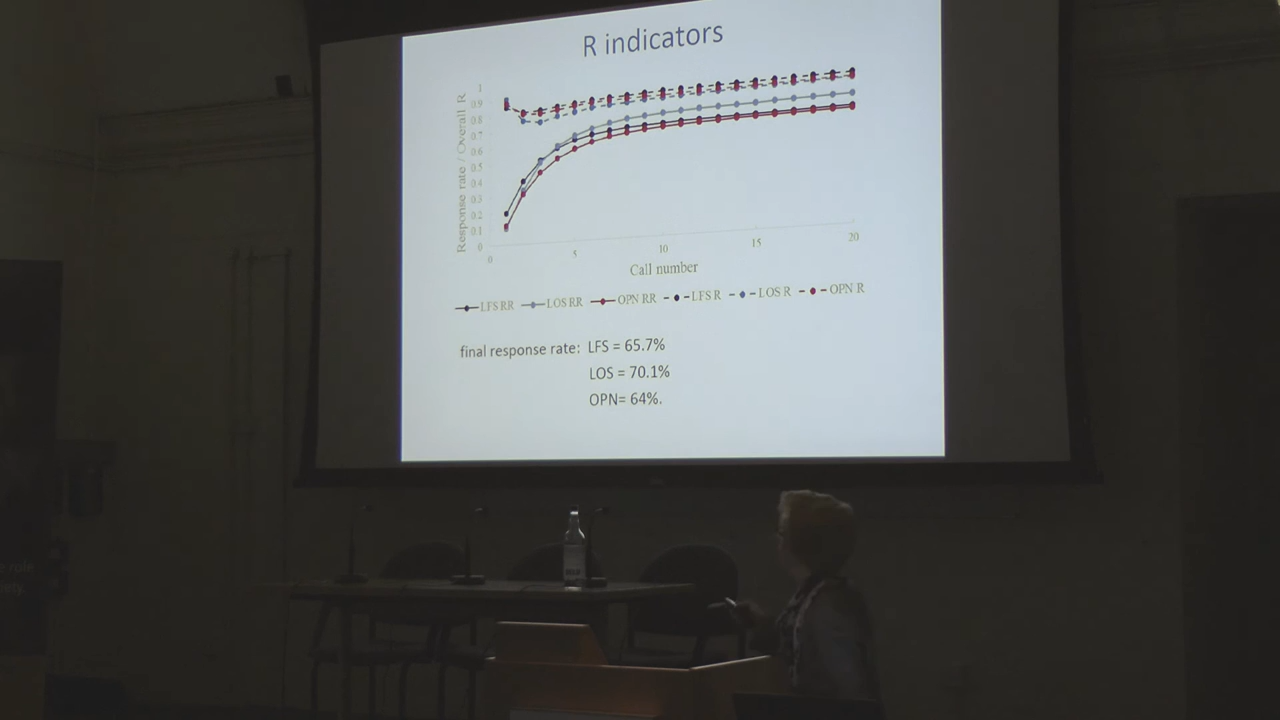 R indicators
Response rate / Overall R
1
0.9
0.8
0.7
0.6
0.5
0.4
0.3
0.2
0.1
0
0 5 10 15 20
Call number
LFS RR LOS RR OPN RR LFS R LOS R OPN R
final response rate: LFS = 65.7%
LOS = 70.1%
OPN= 64%.